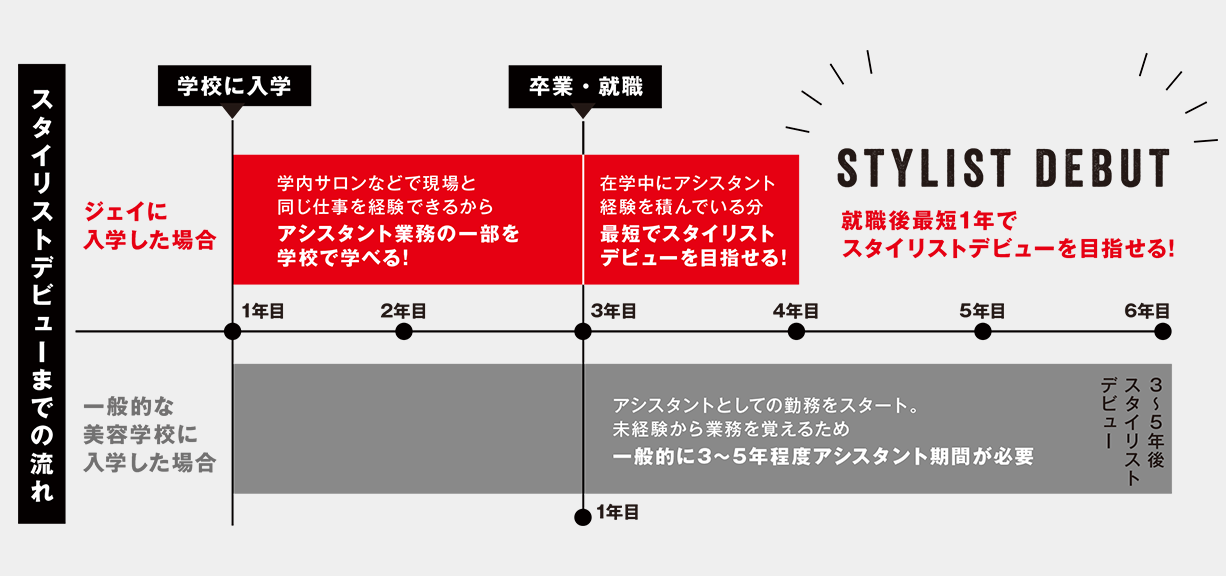 スタイリストデビューまでの流れ
学校に入学
卒業・就職
ジェイに
入学した場合
学内サロンなどで現場と
同じ仕事を経験できるから
アシスタント業務の一部を
学校で学べる!
在学中にアシスタント
経験を積んでいる分
最短でスタイリスト
デビューを目指せる!
STYLIST DEBUT
就職後最短1年で
スタイリストデビューを目指せる!
1年目
2年目
3年目
4年目
5年目
6年目
一般的な
美容学校に
入学した場合
アシスタントとしての勤務をスタート。
未経験から業務を覚えるため
一般的に3〜5年程度アシスタント期間が必要
3〜5年後
スタイリスト
デビュー
1年目